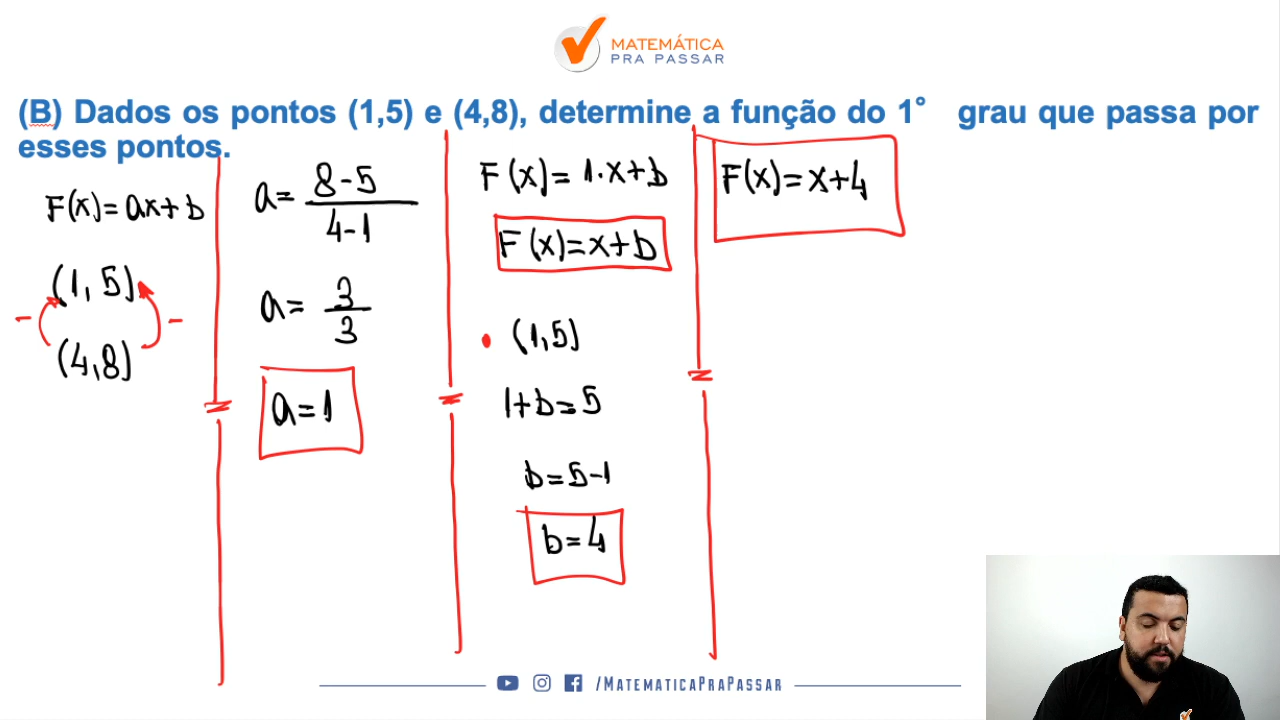 MATEMÁTICA
PRA PASSAR
(B) Dados os pontos (1,5) e (4,8), determine a função do 1° grau que passa por
esses pontos.
F(x)=ax+b
(1,5)
- -
(4,8)
a= 8-5
4-1
a= 3
3
a=1
F(x)=1·x+b
F(x)=x+b
• (1,5)
1+b=5
b=5-1
b=4
F(x)=x+4
/MATEMATICAPRAPASSAR